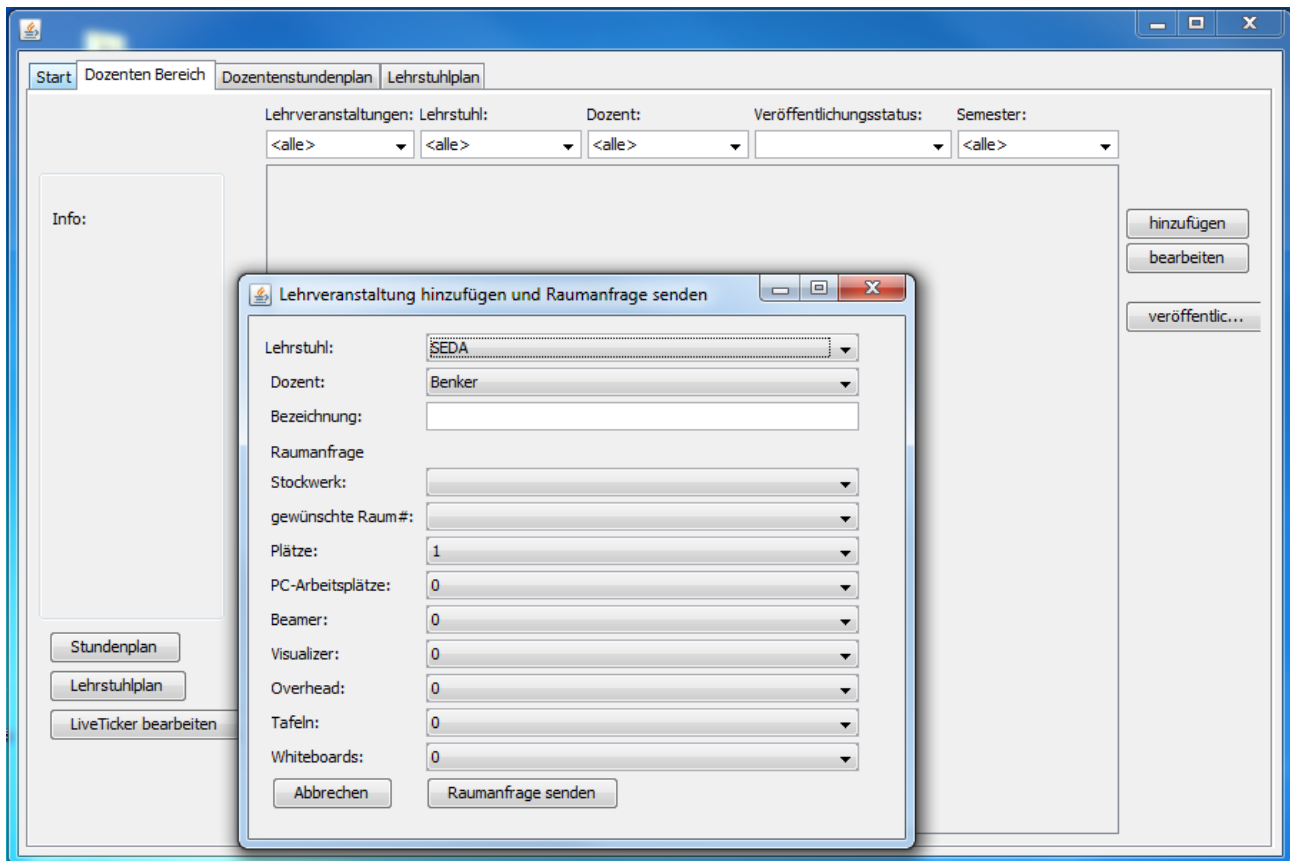 Start Dozenten Bereich Dozentenstundenplan Lehrstuhlplan
Lehrveranstaltungen: Lehrstuhl: Dozent: Veröffentlichungsstatus: Semester:
<alle> <alle> <alle> <alle>
Info:
hinzufügen
bearbeiten
veröffentlic...
Lehrveranstaltung hinzufügen und Raumanfrage senden
Lehrstuhl: SEDA
Dozent: Benker
Bezeichnung:
Raumanfrage
Stockwerk:
gewünschte Raum#:
Plätze: 1
PC-Arbeitsplätze: 0
Beamer: 0
Visualizer: 0
Overhead: 0
Tafeln: 0
Whiteboards: 0
Abbrechen Raumanfrage senden
Stundenplan
Lehrstuhlplan
LiveTicker bearbeiten